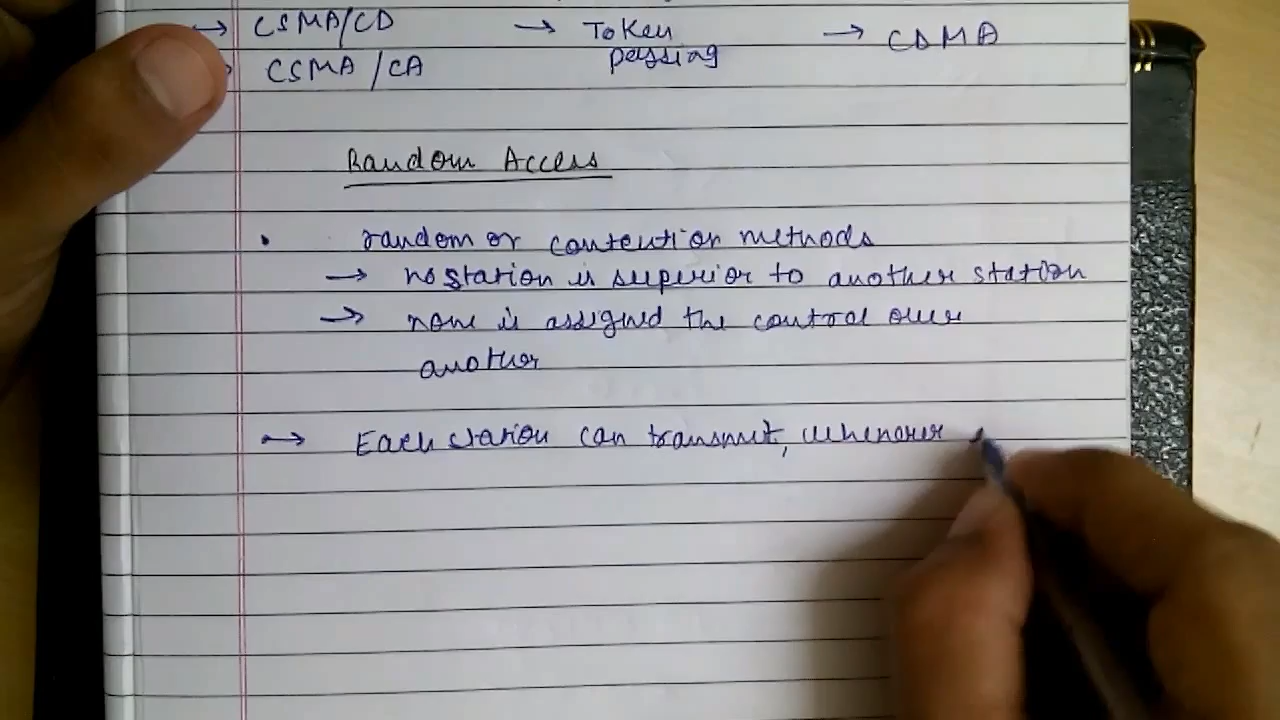 → CSMA/CD → Token → CDMA
CSMA/CA passing
Random Access
• random or contention methods
→ no station is superior to another station
→ none is assigned the control over
another
→ Each station can transmit, whenever